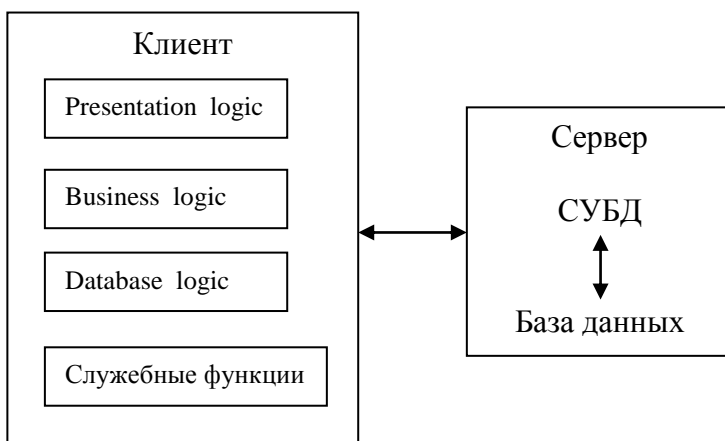 Клиент
Presentation logic
Business logic
Database logic
Служебные функции
Сервер
СУБД
База данных